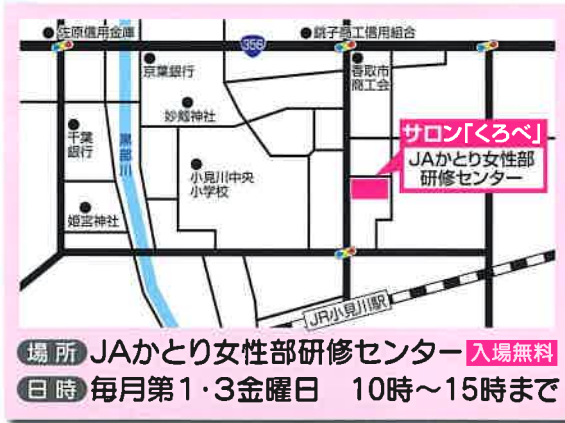 佐原信用金庫
356
銚子商工信用組合
京葉銀行
香取市
商工会
妙剱神社
サロン「くろべ」
JAかとり女性部
研修センター
千葉
銀行
黒部川
小見川中央
小学校
姫宮神社
JR小見川駅
場所 JAかとり女性部研修センター 入場無料
日時 毎月第1・3金曜日 10時～15時まで